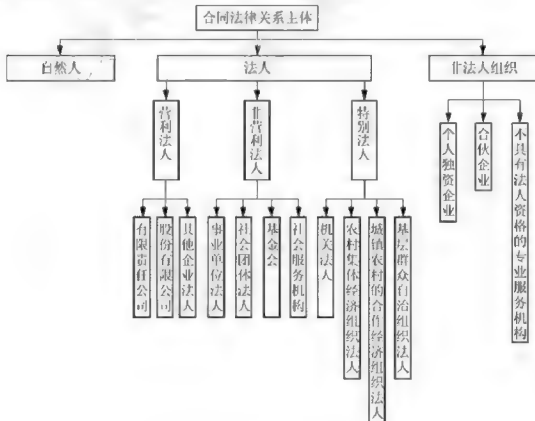 合同法律关系主体
自然人
法人
非法人组织
营利法人
非营利法人
特别法人
个人独资企业
合伙企业
不具有法人资格的专业服务机构
有限责任公司
股份有限公司
其他企业法人
事业单位法人
社会团体法人
基金会
社会服务机构
机关法人
农村集体经济组织法人
城镇农村的合作经济组织法人
基层群众自治组织法人